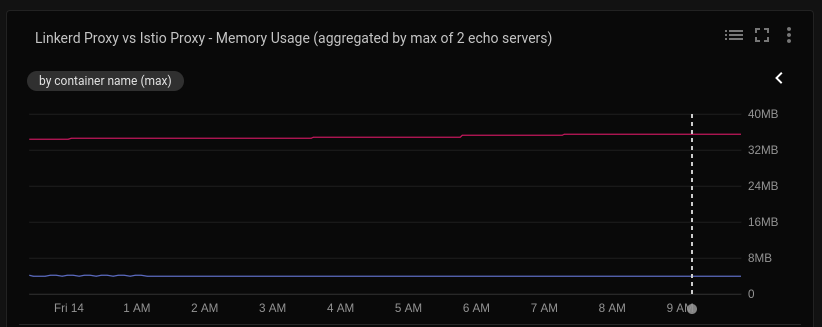 Linkerd Proxy vs Istio Proxy - Memory Usage (aggregated by max of 2 echo servers)
by container name (max)
40MB
32MB
24MB
16MB
8MB
0
Fri 14 1 AM 2 AM 3 AM 4 AM 5 AM 6 AM 7 AM 8 AM 9 AM